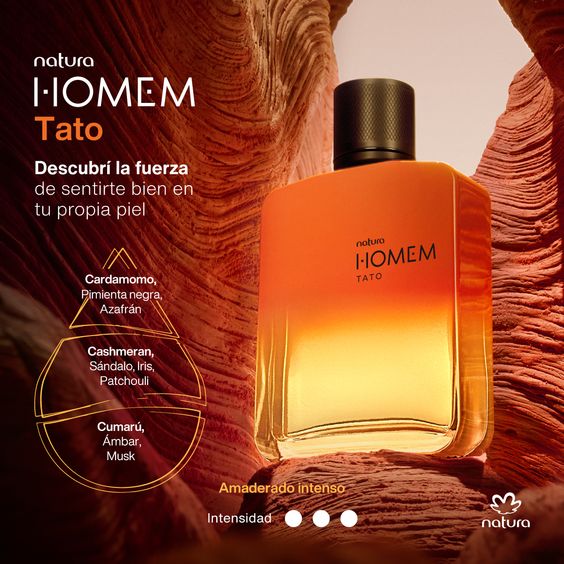 natura
HOMEM
Tato
Descubrí la fuerza
de sentirte bien en
tu propia piel
natura
HOMEM
TATO
Cardamomo,
Pimienta negra,
Azafrán
Cashmeran,
Sándalo, Iris,
Patchouli
Cumarú,
Ámbar,
Musk
Amaderado intenso
Intensidad
natura